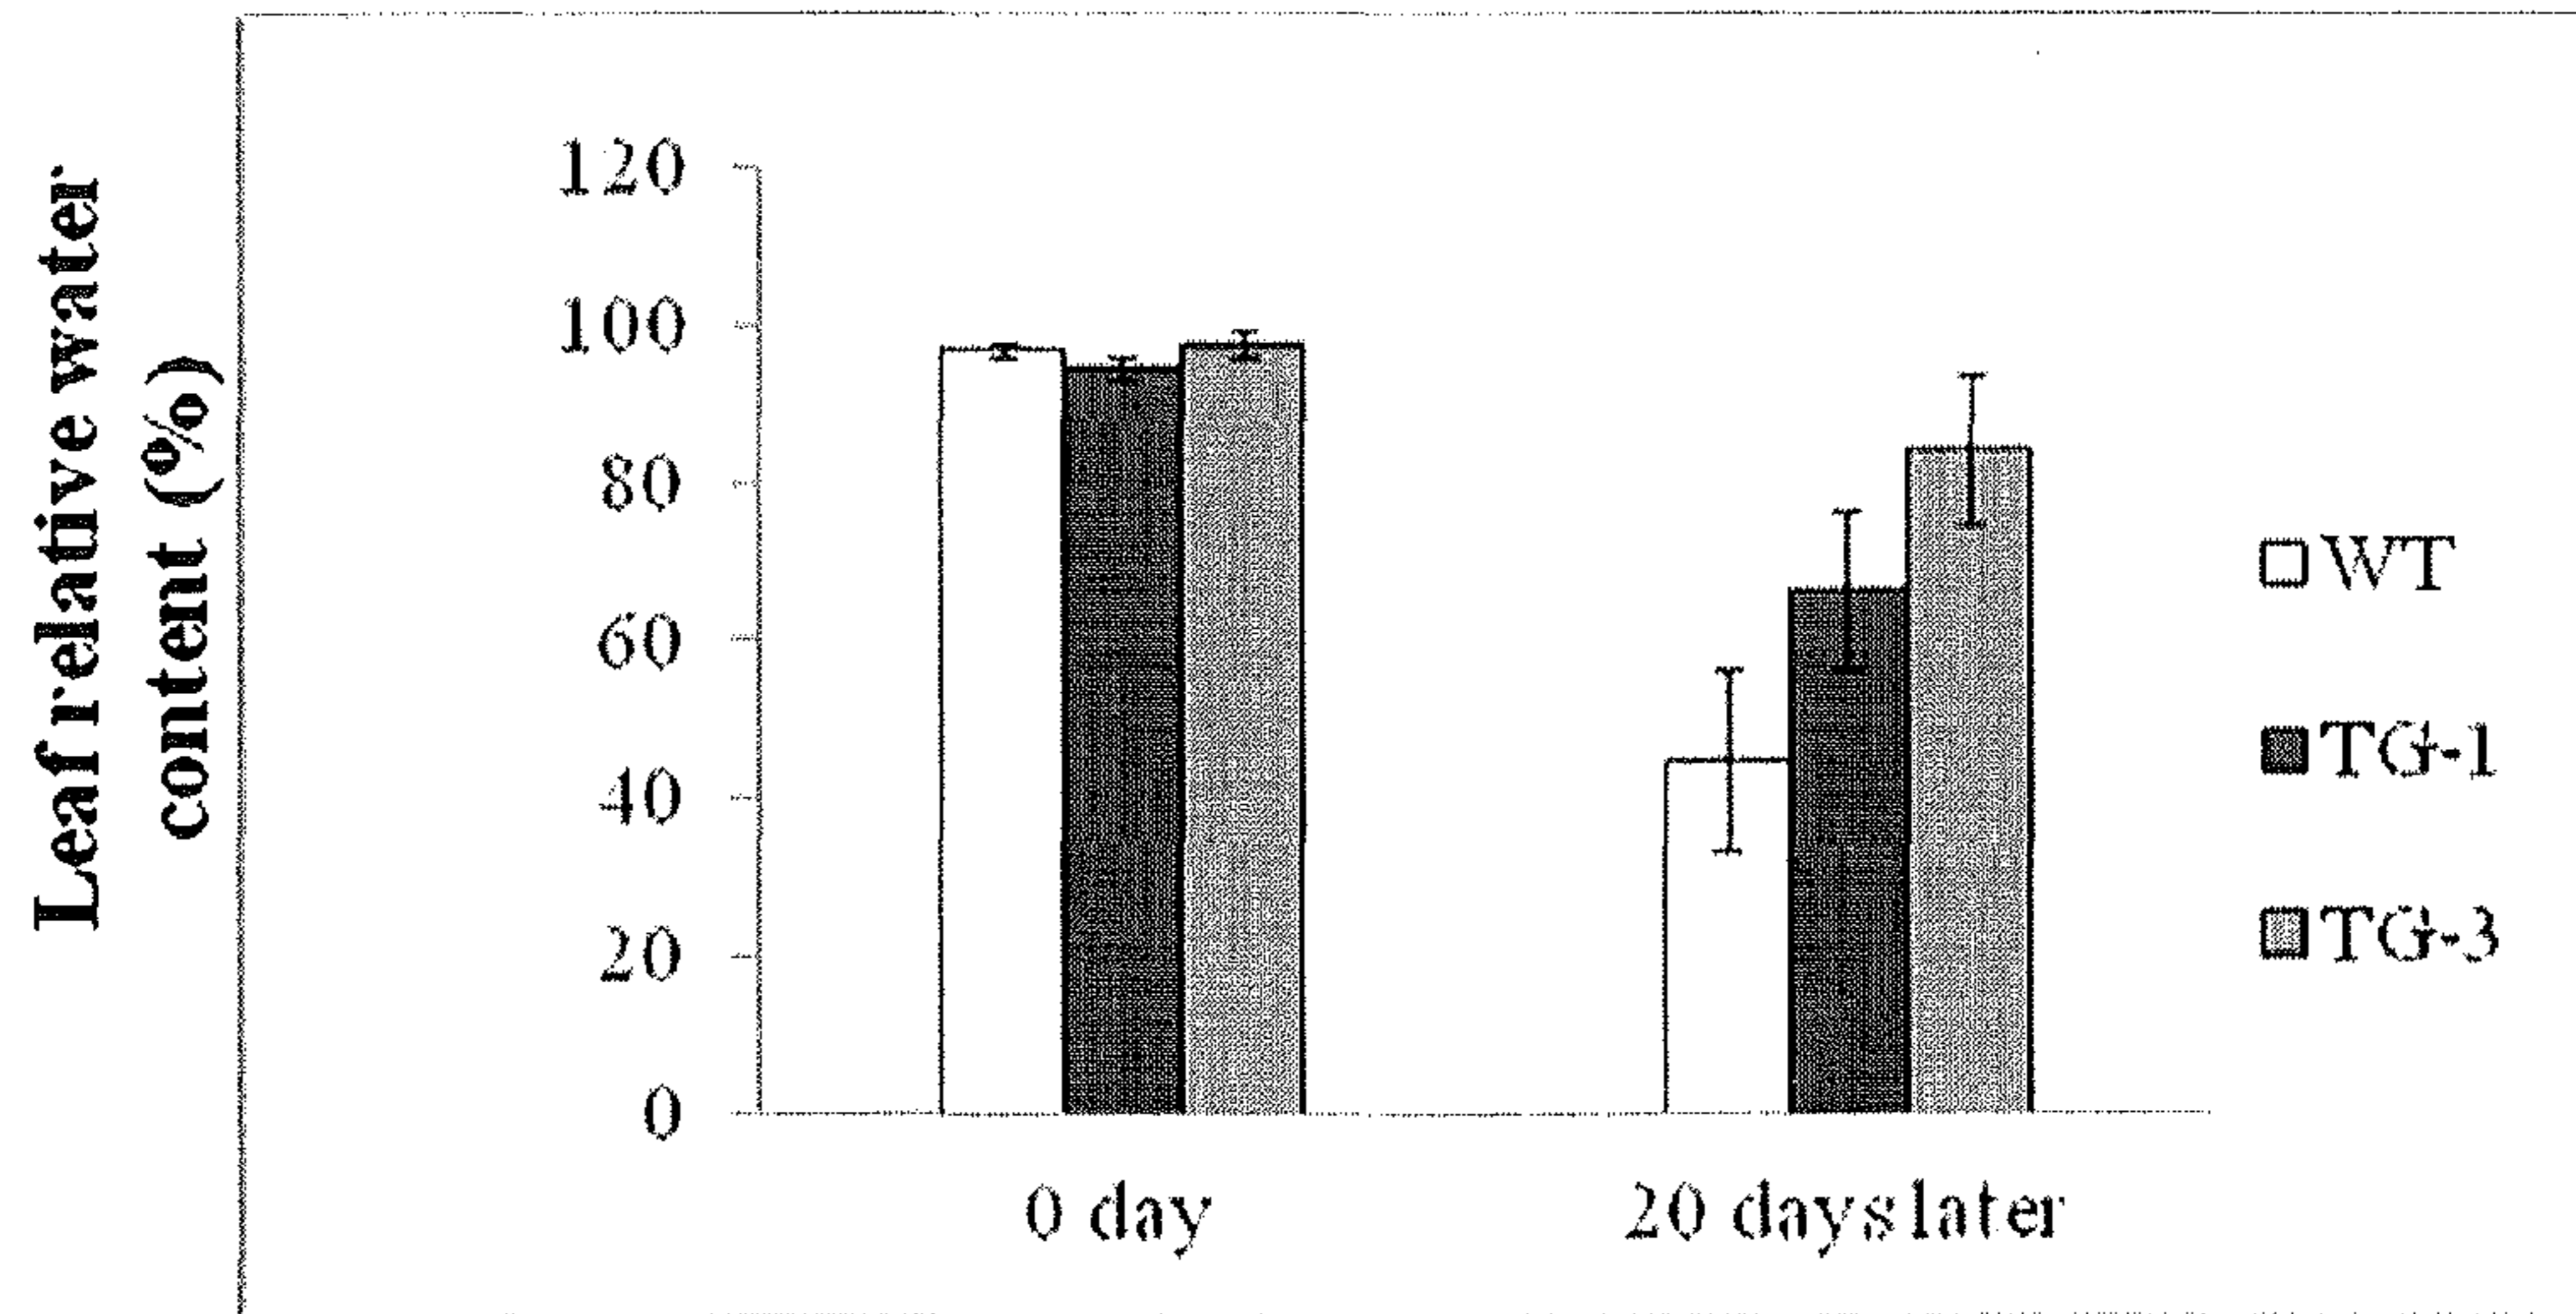 Leaf relative water
content (%)
120
100
80
60
40
20
0
0 day
20 days later
WT
TG-1
TG-3